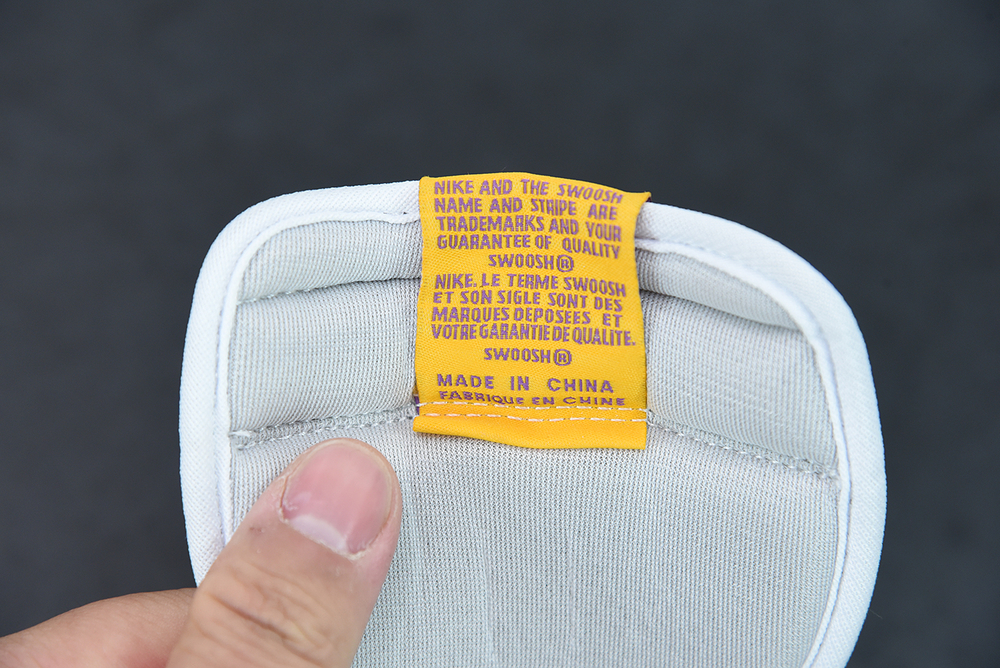 NIKE AND THE SWOOSH
NAME AND STRIPE ARE
TRADEMARKS AND YOUR
GUARANTEE OF QUALITY
SWOOSH®
NIKE. LE TERME SWOOSH
ET SON SIGLE SONT DES
MARQUES DEPOSEES ET
VOTRE GARANTIE DE QUALITE.
SWOOSH®
MADE IN CHINA
FABRIQUE EN CHINE